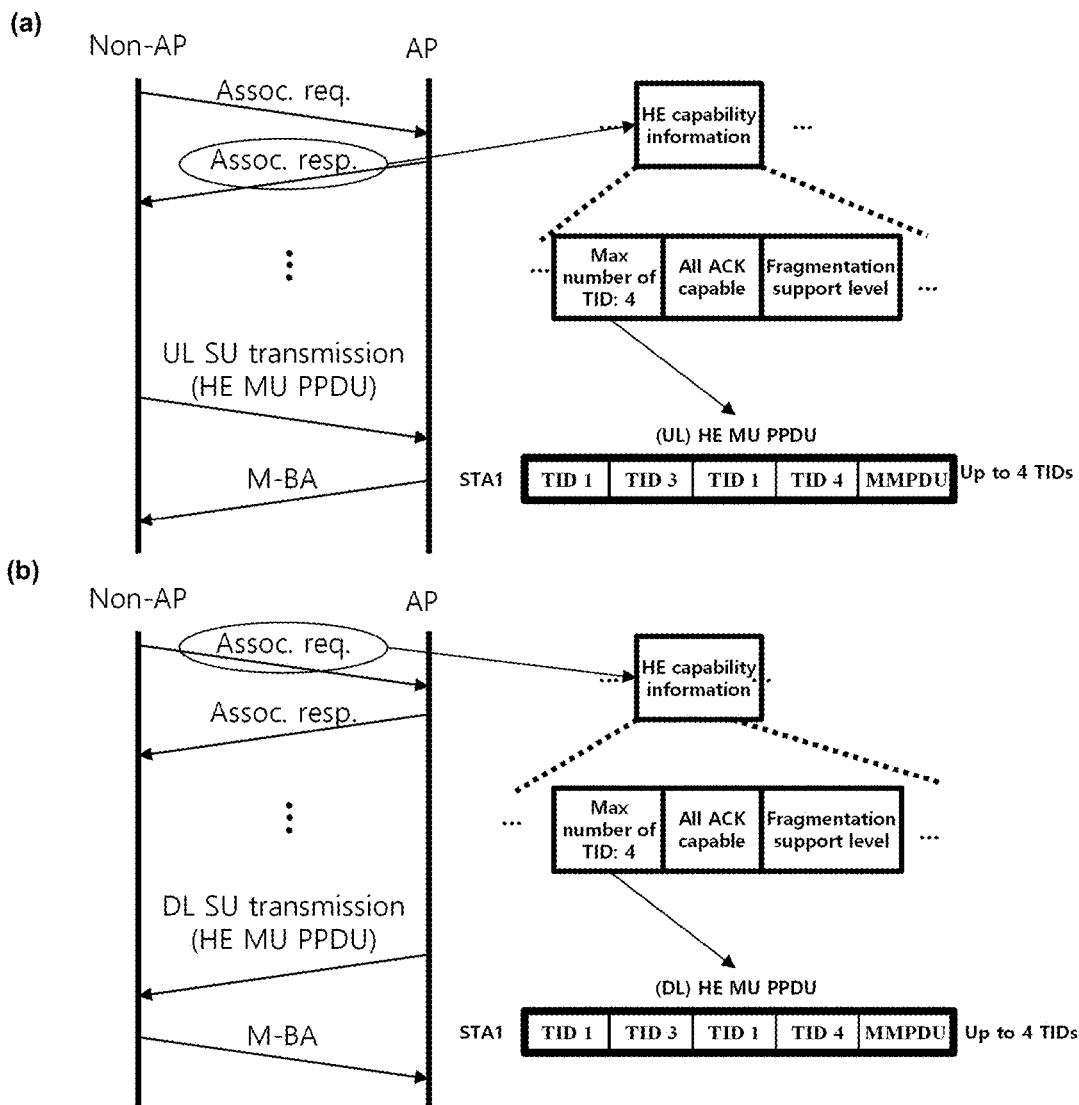 (a)
Non-AP
AP
Assoc. req.
Assoc. resp.
...
HE capability
information
...
...
Max
number of
TID: 4
All ACK
capable
Fragmentation
support level
...
UL SU transmission
(HE MU PPDU)
M-BA
(UL) HE MU PPDU
STA1
TID 1
TID 3
TID 1
TID 4
MMPDU
Up to 4 TIDs
(b)
Non-AP
AP
Assoc. req.
Assoc. resp.
...
HE capability
information
...
...
Max
number of
TID: 4
All ACK
capable
Fragmentation
support level
...
DL SU transmission
(HE MU PPDU)
M-BA
(DL) HE MU PPDU
STA1
TID 1
TID 3
TID 1
TID 4
MMPDU
Up to 4 TIDs